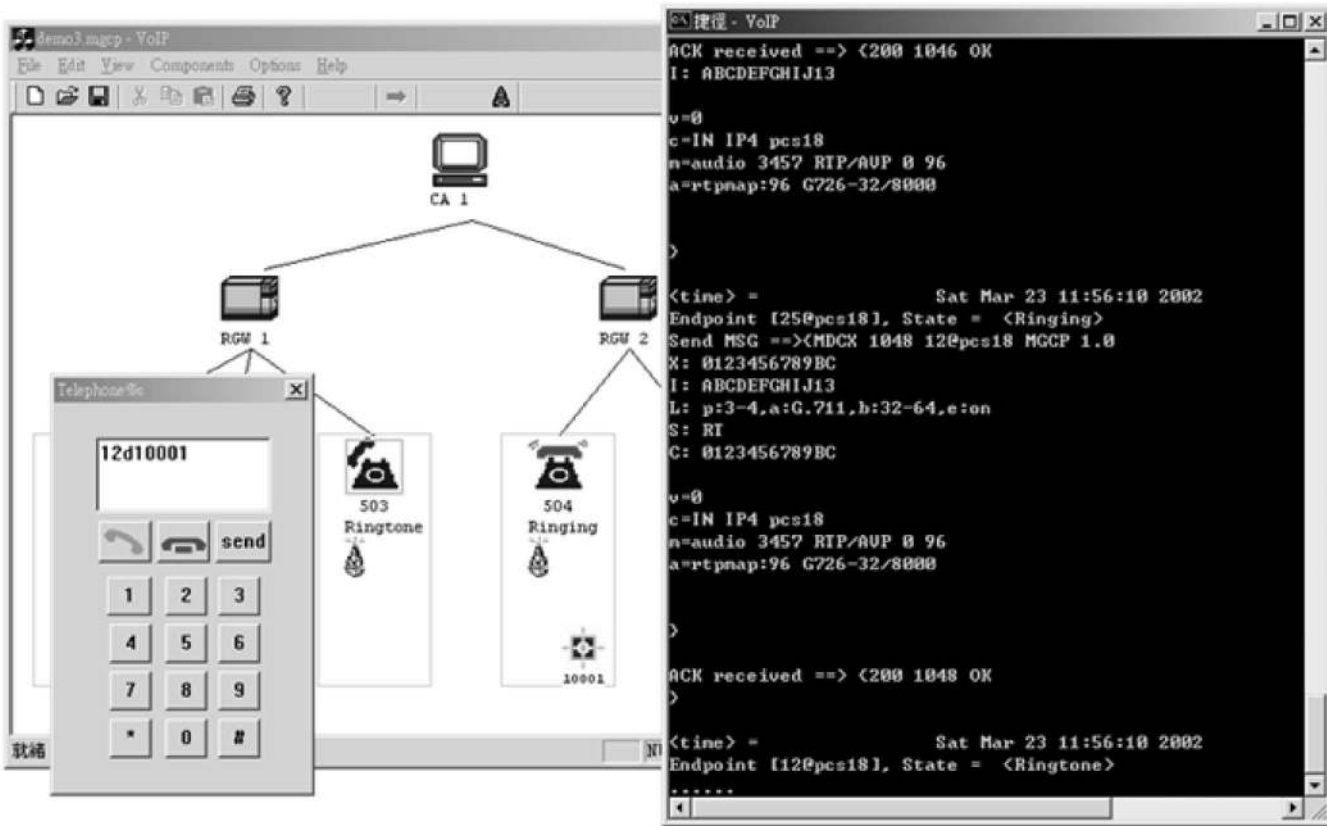 demo3.mgcp - VoIP
File Edit View Components Options Help
CA 1
RGW 1
RGW 2
503
Ringtone
504
Ringing
10001
就緒
Telephone%s
12d10001
send
1 2 3
4 5 6
7 8 9
* 0 #
捷徑 - VoIP
ACK received ==> {200 1046 OK
I: ABCDEFGHIJ13
v=0
c=IN IP4 pcs18
m=audio 3457 RTP/AVP 0 96
a=rtpmap:96 G726-32/8000
}
<time> = Sat Mar 23 11:56:10 2002
Endpoint [25@pcs18], State = <Ringing>
Send MSG ==>{MDCX 1048 12@pcs18 MGCP 1.0
X: 0123456789BC
I: ABCDEFGHIJ13
L: p:3-4,a:G.711,b:32-64,e:on
S: RT
C: 0123456789BC
v=0
c=IN IP4 pcs18
m=audio 3457 RTP/AVP 0 96
a=rtpmap:96 G726-32/8000
}
ACK received ==> {200 1048 OK
}
<time> = Sat Mar 23 11:56:10 2002
Endpoint [12@pcs18], State = <Ringtone>
......